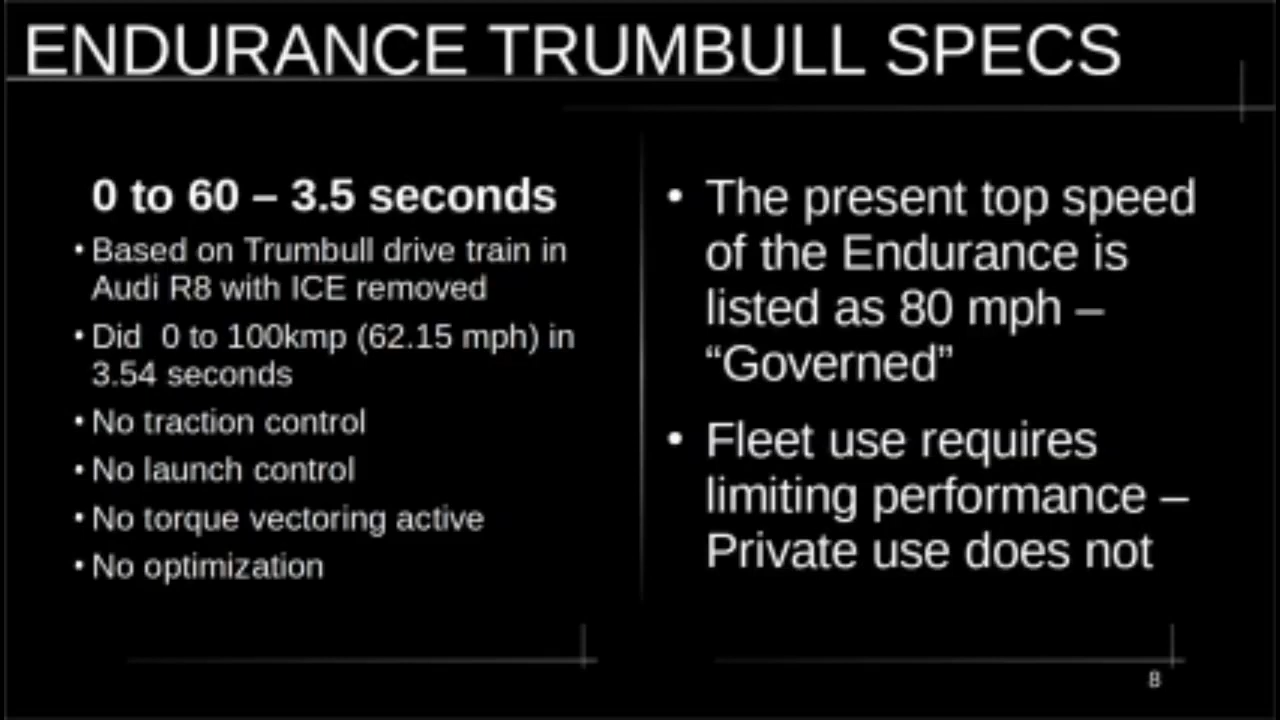 ENDURANCE TRUMBULL SPECS
0 to 60 – 3.5 seconds
• Based on Trumbull drive train in
Audi R8 with ICE removed
• Did  0 to 100kmp (62.15 mph) in
3.54 seconds
• No traction control
• No launch control
• No torque vectoring active
• No optimization
• The present top speed
of the Endurance is
listed as 80 mph –
“Governed”
• Fleet use requires
limiting performance –
Private use does not
8